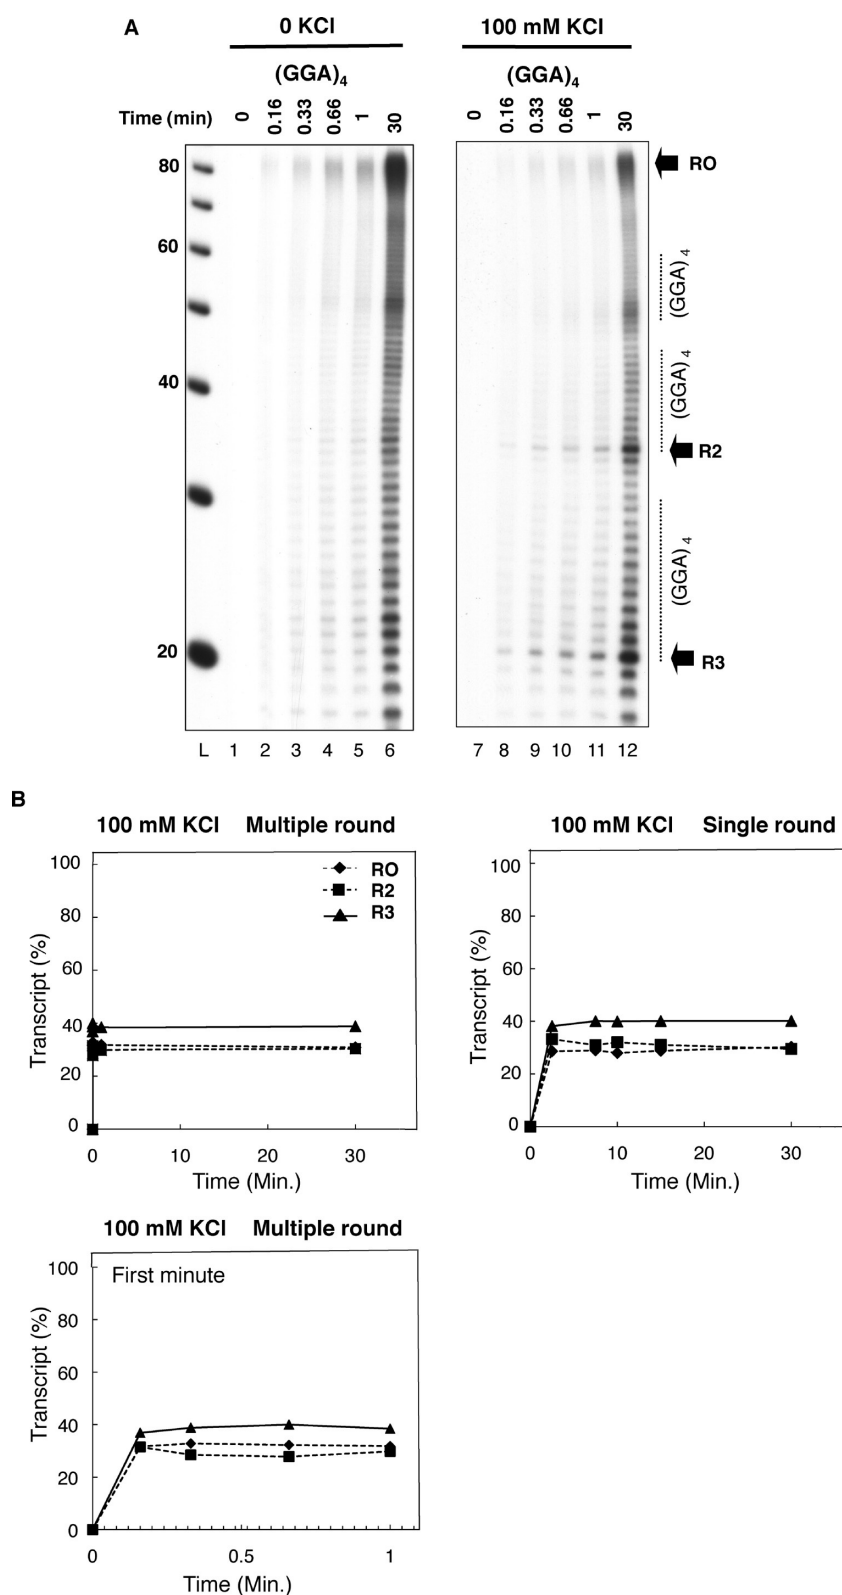 A
0 KCl
100 mM KCl
(GGA)4
(GGA)4
Time (min)
0
0.16
0.33
0.66
1
30
0
0.16
0.33
0.66
1
30
80
60
40
20
RO
(GGA)4
(GGA)4
R2
(GGA)4
R3
L 1 2 3 4 5 6
7 8 9 10 11 12
B
100 mM KCl Multiple round
100
80
60
40
20
0
Transcript (%)
RO
R2
R3
0 10 20 30
Time (Min.)
100 mM KCl Single round
100
80
60
40
20
0
Transcript (%)
0 10 20 30
Time (Min.)
100 mM KCl Multiple round
First minute
100
80
60
40
20
0
Transcript (%)
0 0.5 1
Time (Min.)